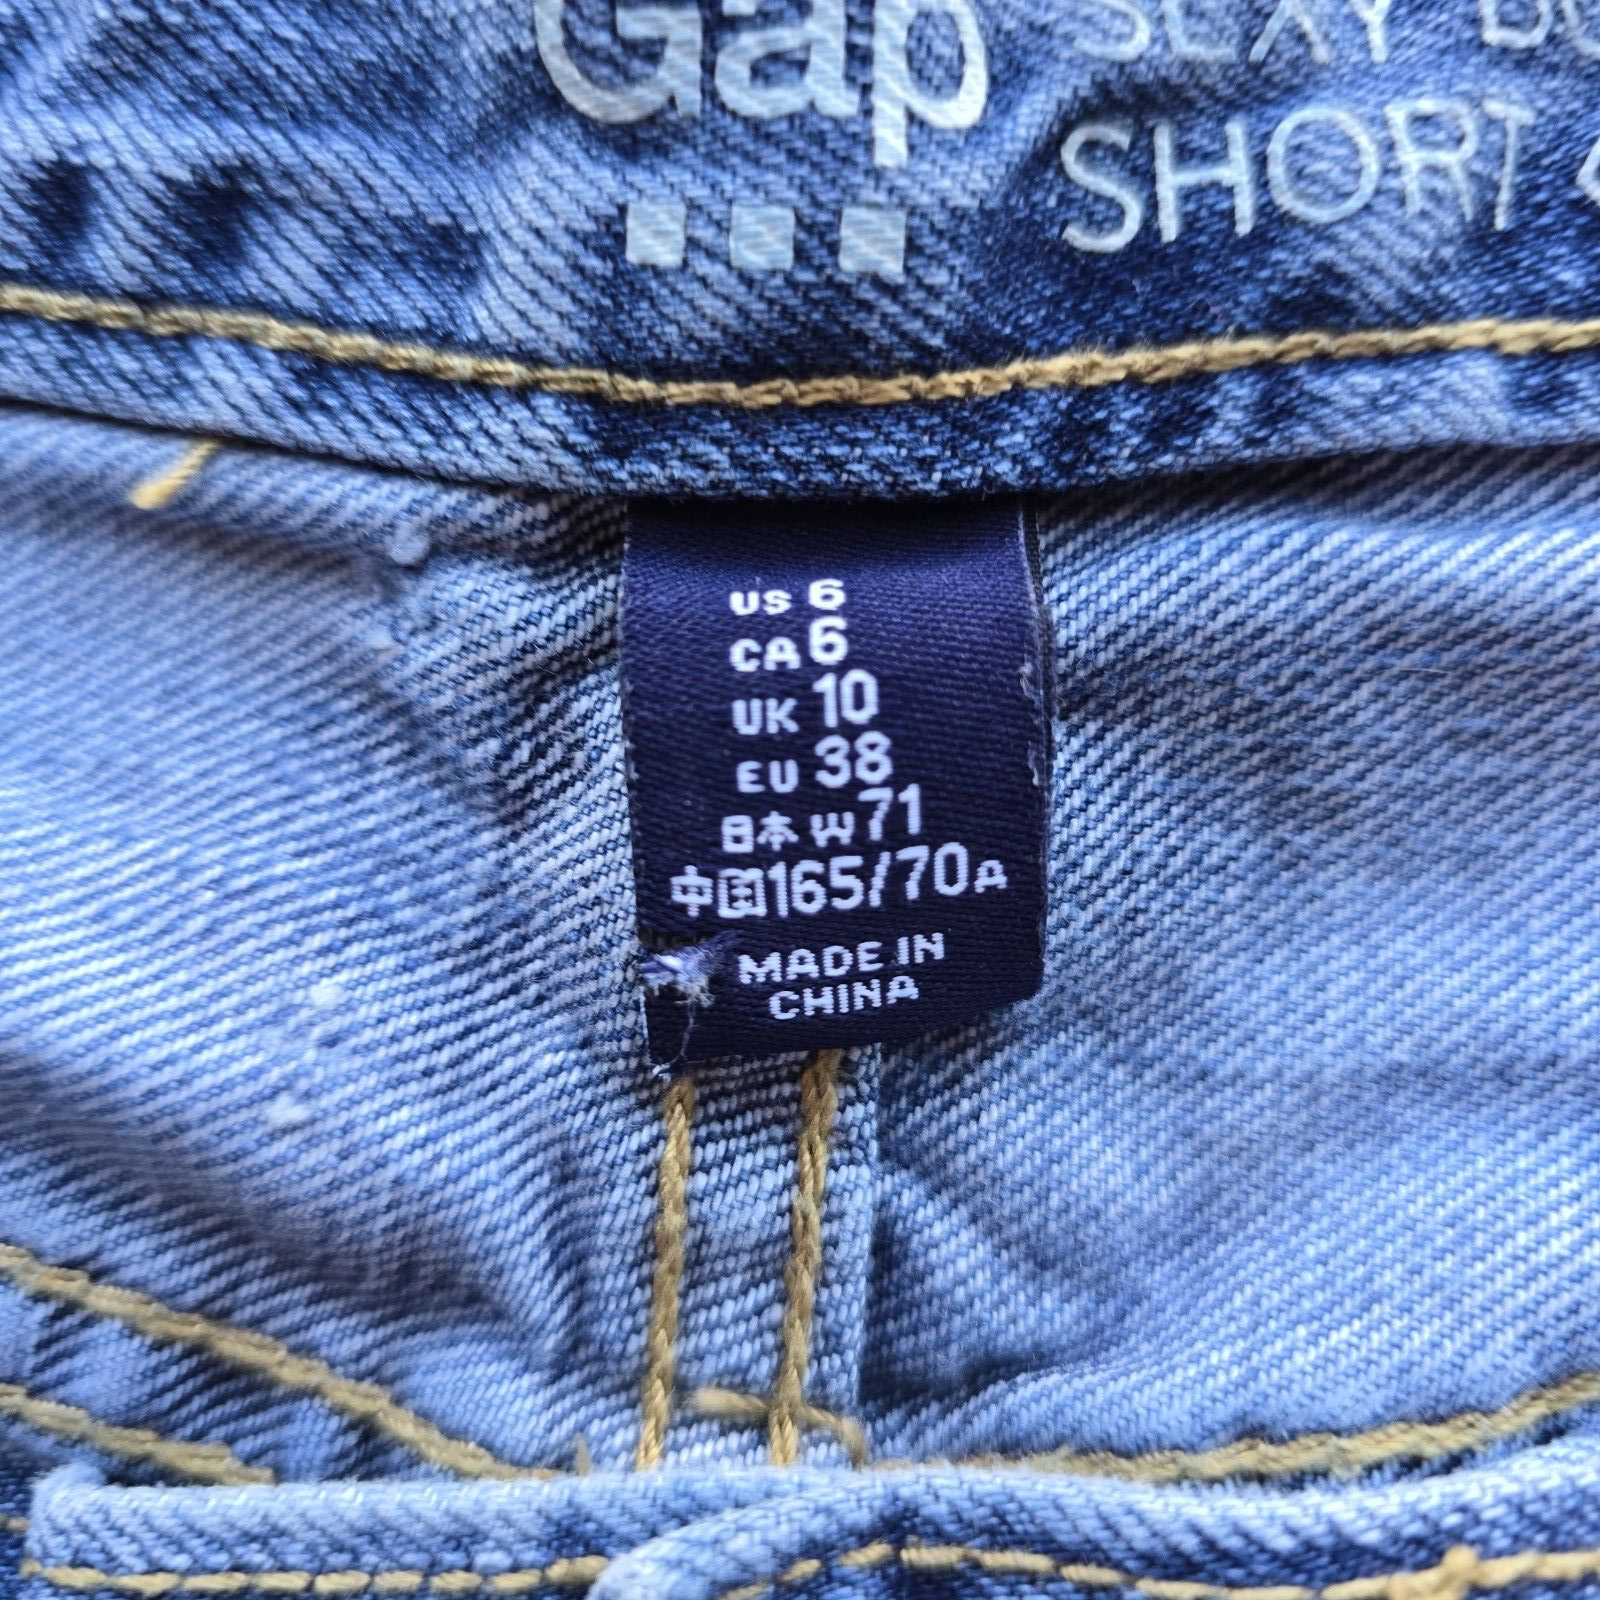 Gap
SEXY
SHORT
US 6
CA 6
UK 10
EU 38
日本 W71
中国165/70A
MADE IN
CHINA